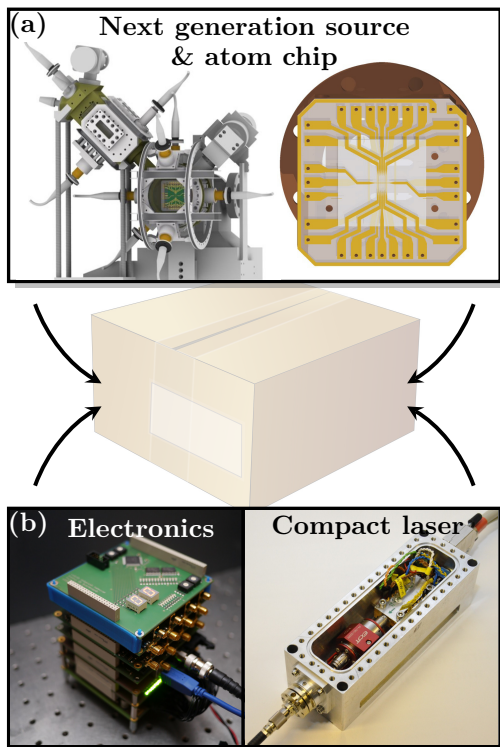 (a)
Next generation source
& atom chip
(b)
Electronics
Compact laser